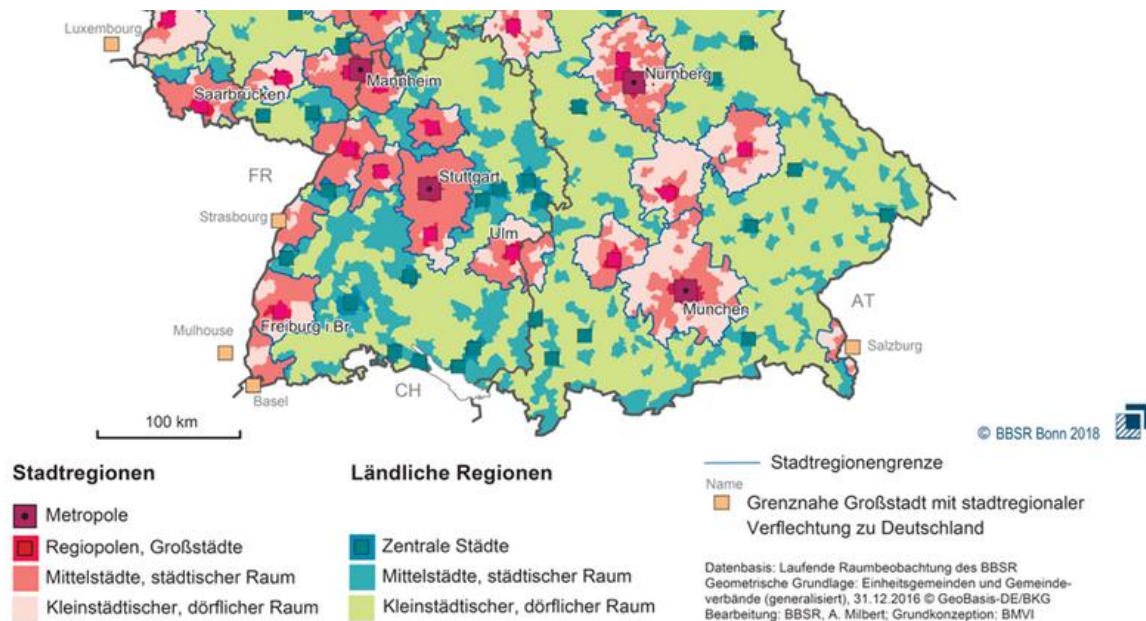 Luxembourg
Nürnberg
Mannheim
Saarbrücken
FR
Stuttgart
Strasbourg
Ulm
München
AT
Mulhouse
Freiburg i.Br.
Salzburg
CH
Basel
100 km
© BBSR Bonn 2018
Stadtregionen
Metropole
Regiopolen, Großstädte
Mittelstädte, städtischer Raum
Kleinstädtischer, dörflicher Raum
Ländliche Regionen
Zentrale Städte
Mittelstädte, städtischer Raum
Kleinstädtischer, dörflicher Raum
Stadtregionengrenze
Name
Grenznahe Großstadt mit stadtregionaler
Verflechtung zu Deutschland
Datenbasis: Laufende Raumbeobachtung des BBSR
Geometrische Grundlage: Einheitsgemeinden und Gemeinde-
verbände (generalisiert), 31.12.2016 © GeoBasis-DE/BKG
Bearbeitung: BBSR, A. Milbert; Grundkonzeption: BMVI